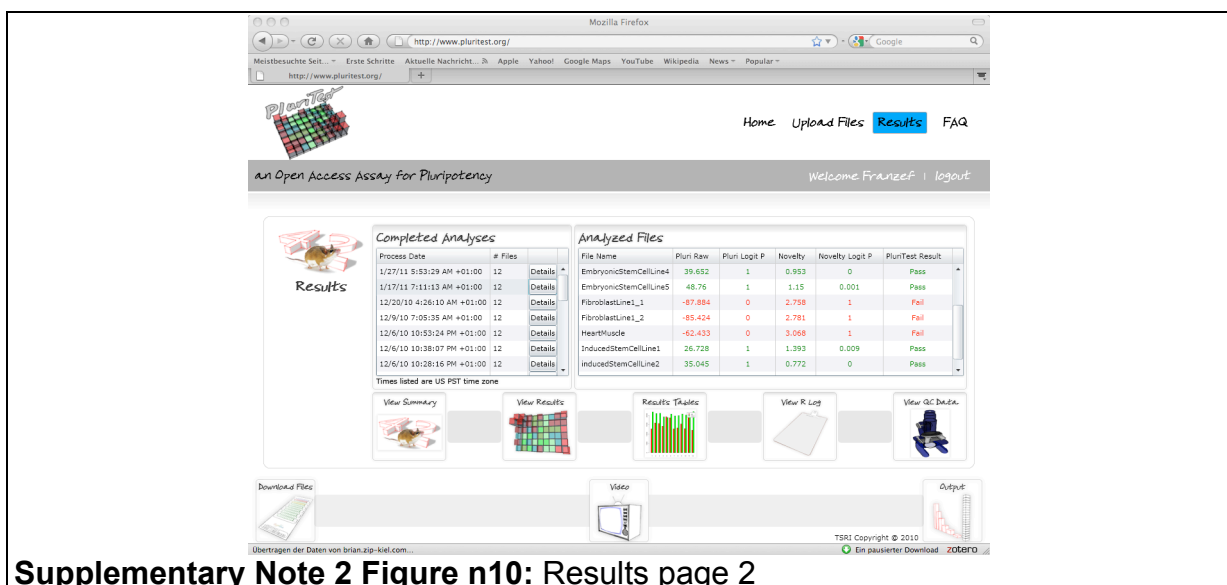 Mozilla Firefox
http://www.pluritest.org/
Google
Meistbesuchte Seit... Erste Schritte Aktuelle Nachricht... Apple Yahoo! Google Maps YouTube Wikipedia News Popular
http://www.pluritest.org/ +
PluriTest
Home Upload Files Results FAQ
an Open Access Assay for Pluripotency
Welcome Franzef | logout
Results
Completed Analyses
Process Date # Files
1/27/11 5:53:29 AM +01:00 12 Details
1/17/11 7:11:13 AM +01:00 12 Details
12/20/10 4:26:10 AM +01:00 12 Details
12/9/10 7:05:35 AM +01:00 12 Details
12/6/10 10:53:24 PM +01:00 12 Details
12/6/10 10:38:07 PM +01:00 12 Details
12/6/10 10:28:16 PM +01:00 12 Details
Times listed are US PST time zone
Analyzed Files
File Name Pluri Raw Pluri Logit P Novelty Novelty Logit P PluriTest Result
EmbryonicStemCellLine4 39.652 1 0.953 0 Pass
EmbryonicStemCellLine5 48.76 1 1.15 0.001 Pass
FibroblastLine1_1 -87.884 0 2.758 1 Fail
FibroblastLine1_2 -85.424 0 2.781 1 Fail
HeartMuscle -62.433 0 3.068 1 Fail
InducedStemCellLine1 26.728 1 1.393 0.009 Pass
inducedStemCellLine2 35.045 1 0.772 0 Pass
View Summary View Results Results Tables View R Log View QC Data
Download Files Video Output
TSRI Copyright © 2010
Übertragen der Daten von brian.zip-kiel.com... Ein pausierter Download zotero
Supplementary Note 2 Figure n10: Results page 2